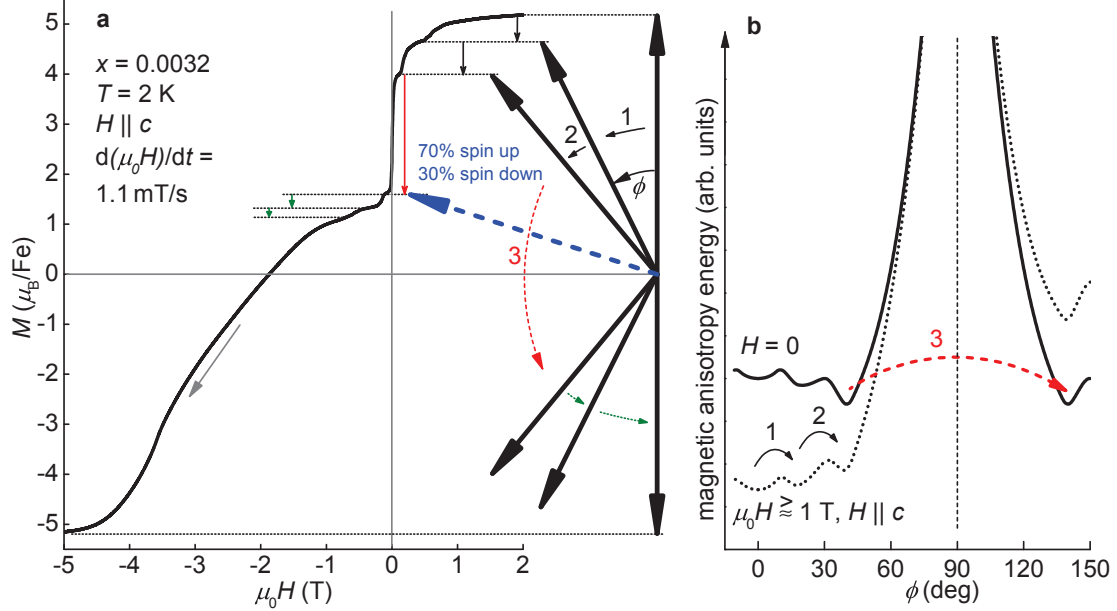 a
x = 0.0032
T = 2 K
H || c
d(μ₀H)/dt =
1.1 mT/s
70% spin up
30% spin down
1
2
3
ϕ
M (μB/Fe)
5
4
3
2
1
0
-1
-2
-3
-4
-5
-5 -4 -3 -2 -1 0 1 2
μ₀H (T)
b
magnetic anisotropy energy (arb. units)
H = 0
3
1
2
μ₀H ⪆ 1 T, H || c
0 30 60 90 120 150
ϕ (deg)